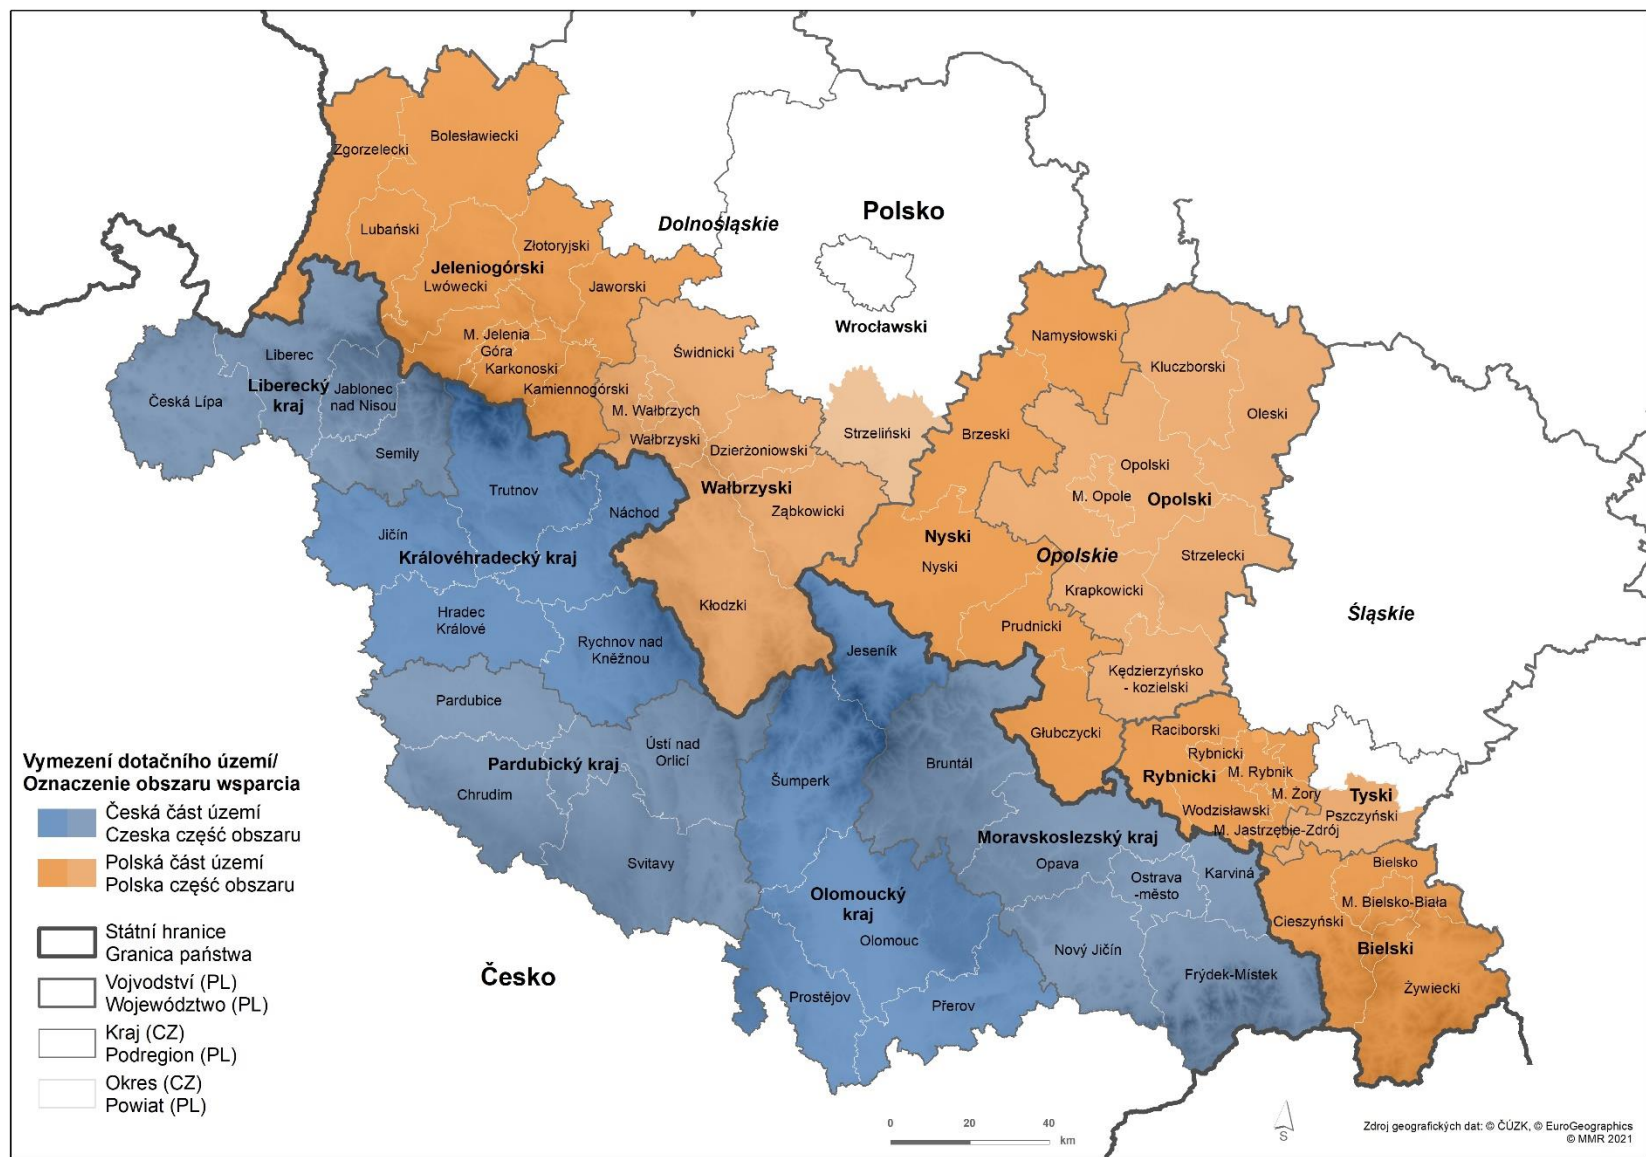 Bolesławiecki
Zgorzelecki
Polsko
Dolnośląskie
Lubański
Złotoryjski
Jeleniogórski
Lwówecki
Jaworski
Wrocławski
M. Jelenia
Góra
Karkonoski
Kamiennogórski
Świdnicki
Namysłowski
Kluczborski
Oleski
Liberec
Liberecký
kraj
Jablonec
nad Nisou
Česká Lípa
Semily
M. Wałbrzych
Wałbrzyski
Dzierżoniowski
Strzeliński
Brzeski
Opolski
M. Opole
Opolski
Trutnov
Náchod
Wałbrzyski
Ząbkowicki
Jičín
Královéhradecký kraj
Nyski
Nyski
Opolskie
Strzelecki
Krapkowicki
Śląskie
Hradec
Králové
Rychnov nad
Kněžnou
Kłodzki
Jeseník
Prudnicki
Kędzierzyńsko
- kozielski
Pardubice
Ústí nad
Orlicí
Pardubický kraj
Chrudim
Svitavy
Šumperk
Bruntál
Głubczycki
Raciborski
Rybnicki
M. Rybnik
Rybnicki
M. Żory
Wodzisławski
M. Jastrzębie-Zdrój
Tyski
Pszczyński
Moravskoslezský kraj
Opava
Ostrava
-město
Karviná
Bielsko
M. Bielsko-Biała
Cieszyński
Bielski
Żywiecki
Olomoucký
kraj
Olomouc
Nový Jičín
Frýdek-Místek
Prostějov
Přerov
Česko
Vymezení dotačního území/
Oznaczenie obszaru wsparcia
Česká část území
Czeska część obszaru
Polská část území
Polska część obszaru
Státní hranice
Granica państwa
Vojvodství (PL)
Województwo (PL)
Kraj (CZ)
Podregion (PL)
Okres (CZ)
Powiat (PL)
0 20 40
km
S
Zdroj geografických dat: © ČÚZK, © EuroGeographics
© MMR 2021